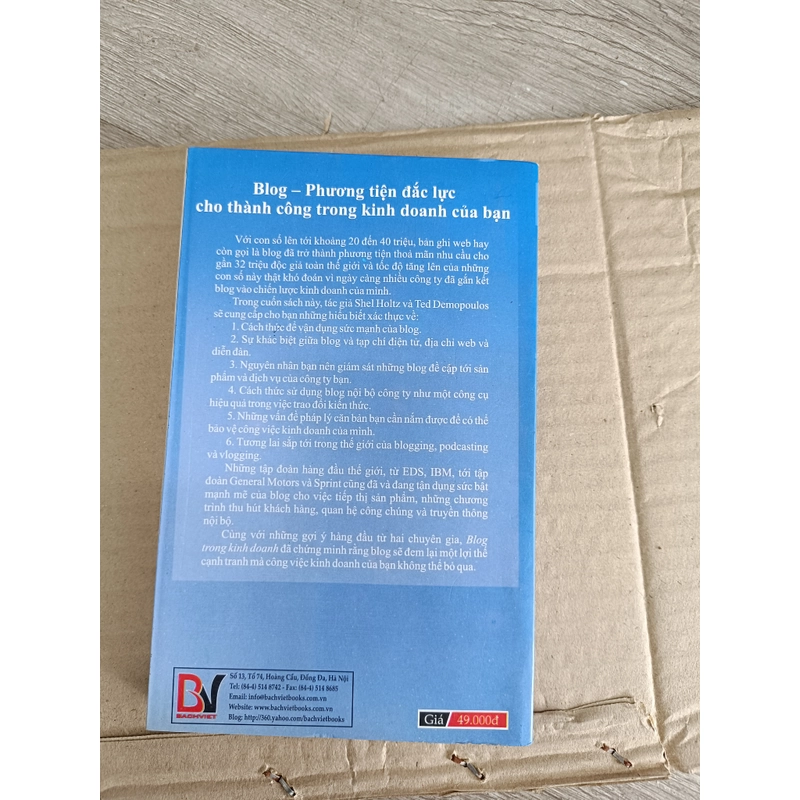 Blog – Phương tiện đắc lực
cho thành công trong kinh doanh của bạn
Với con số lên tới khoảng 20 đến 40 triệu, bản ghi web hay
còn gọi là blog đã trở thành phương tiện thoả mãn nhu cầu cho
gần 32 triệu độc giả toàn thế giới và tốc độ tăng lên của những
con số này thật khó đoán vì ngày càng nhiều công ty đã gắn kết
blog vào chiến lược kinh doanh của mình.
Trong cuốn sách này, tác giả Shel Holtz và Ted Demopoulos
sẽ cung cấp cho bạn những hiểu biết xác thực về:
1. Cách thức để vận dụng sức mạnh của blog.
2. Sự khác biệt giữa blog và tạp chí điện tử, địa chỉ web và
diễn đàn.
3. Nguyên nhân bạn nên giám sát những blog đề cập tới sản
phẩm và dịch vụ của công ty bạn.
4. Cách thức sử dụng blog nội bộ công ty như một công cụ
hiệu quả trong việc trao đổi kiến thức.
5. Những vấn đề pháp lý căn bản bạn cần nắm được để có thể
bảo vệ công việc kinh doanh của mình.
6. Tương lai sắp tới trong thế giới của blogging, podcasting
và vlogging.
Những tập đoàn hàng đầu thế giới, từ EDS, IBM, tới tập
đoàn General Motors và Sprint cũng đã và đang tận dụng sức bật
mạnh mẽ của blog cho việc tiếp thị sản phẩm, những chương
trình thu hút khách hàng, quan hệ công chúng và truyền thông
nội bộ.
Cùng với những gợi ý hàng đầu từ hai chuyên gia, Blog
trong kinh doanh đã chứng minh rằng blog sẽ đem lại một lợi thế
cạnh tranh mà công việc kinh doanh của bạn không thể bỏ qua.
BV
BACHVIET
Số 13, Tổ 74, Hoàng Cầu, Đống Đa, Hà Nội
Tel: (84-4) 514 8742 - Fax: (84-4) 514 8685
Email: info@bachvietbooks.com.vn
Website: www.bachvietbooks.com.vn
Blog: http://360.yahoo.com/bachvietbooks
Giá 49.000đ